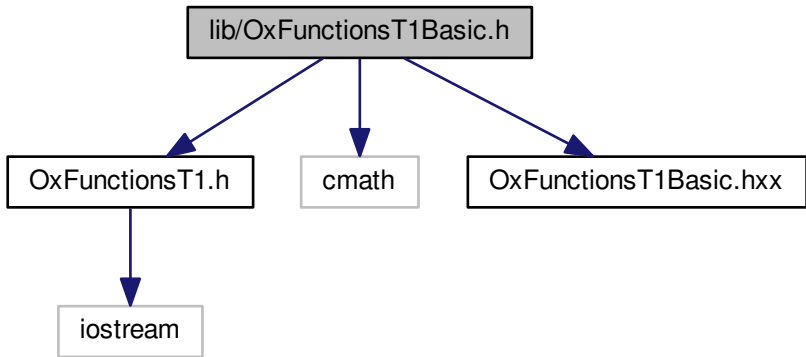 lib/OxFunctionsT1Basic.h
OxFunctionsT1.h
cmath
OxFunctionsT1Basic.hxx
iostream